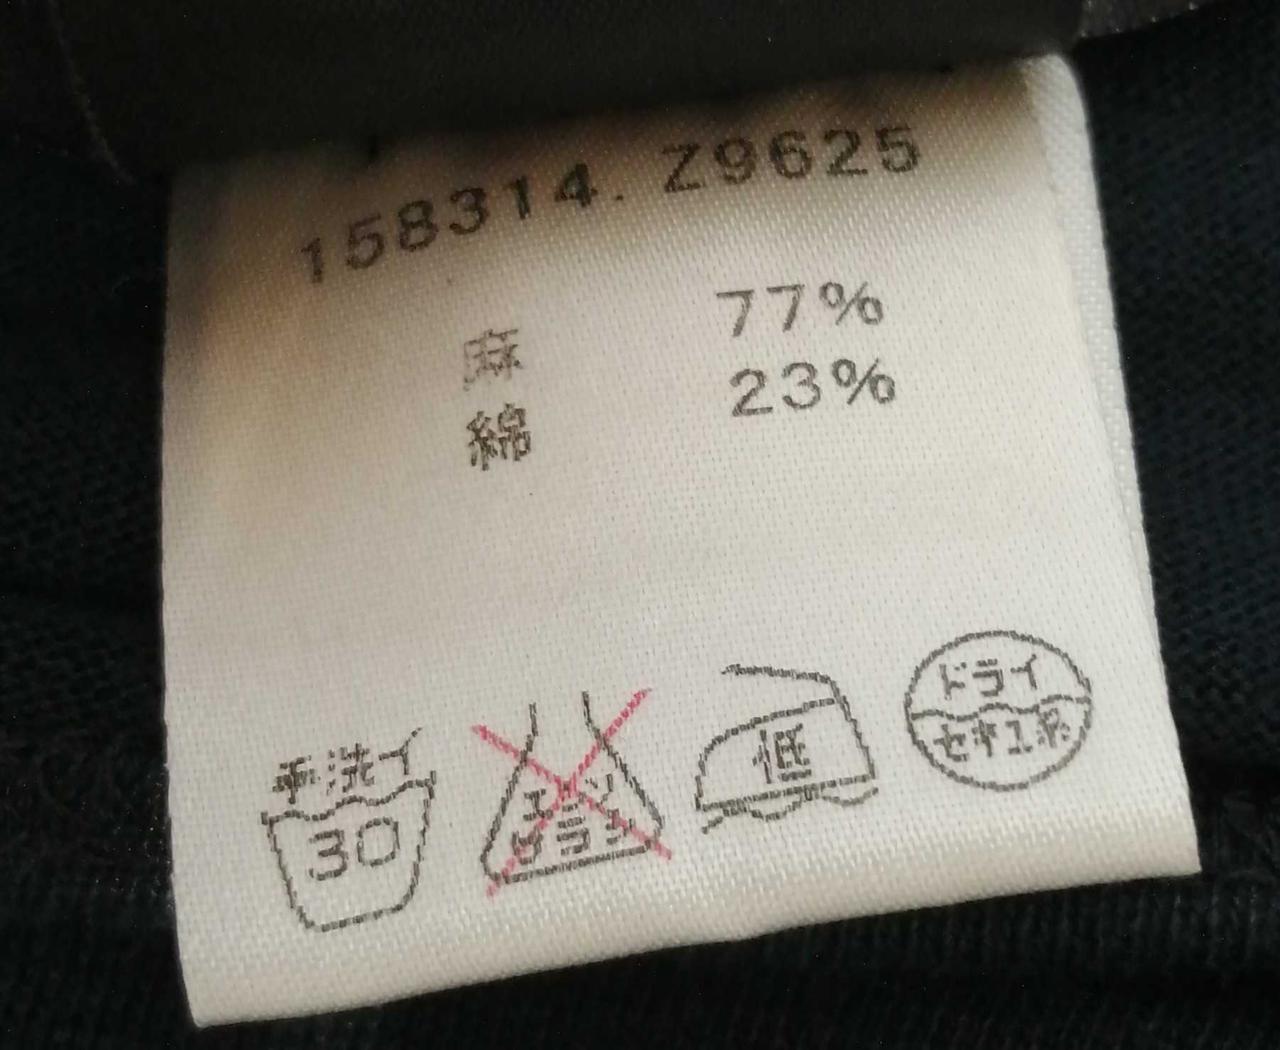 158314. Z9625
麻 77%
綿 23%
手洗イ
30
エンソ
サラシ
低
ドライ
セキユ系